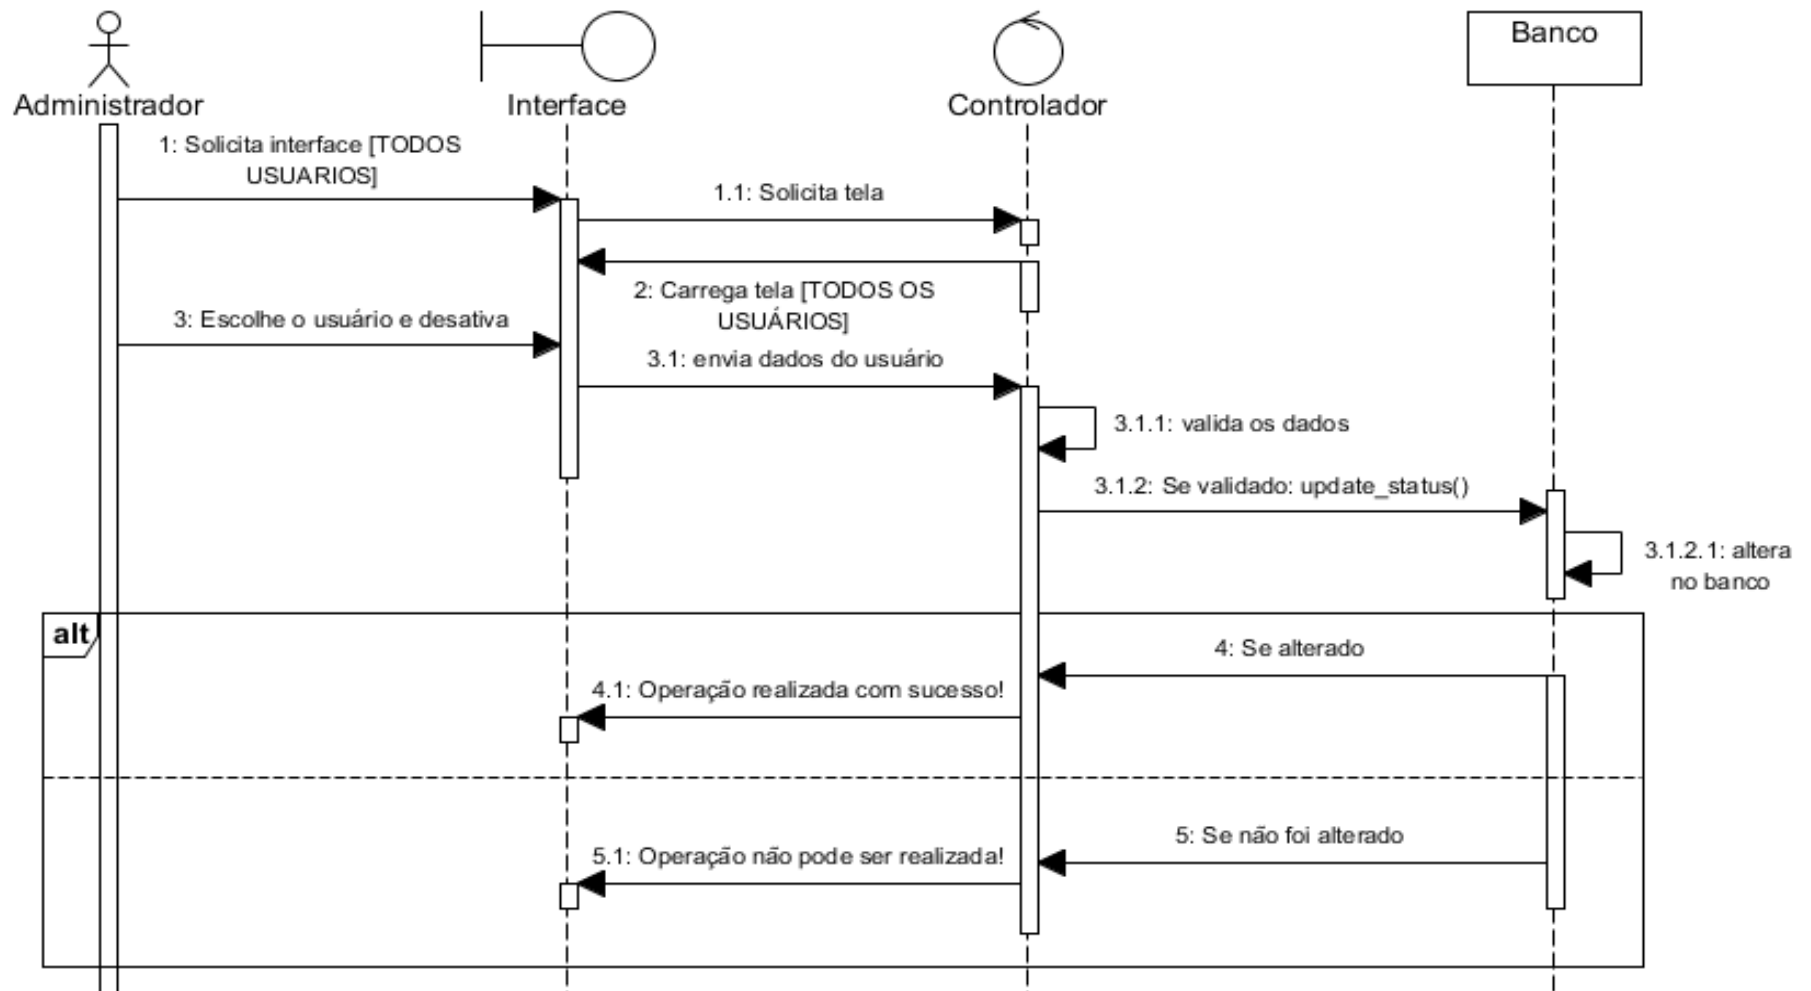 Banco
Administrador
Interface
Controlador
1: Solicita interface [TODOS
USUARIOS]
1.1: Solicita tela
2: Carrega tela [TODOS OS
USUÁRIOS]
3: Escolhe o usuário e desativa
3.1: envia dados do usuário
3.1.1: valida os dados
3.1.2: Se validado: update_status()
3.1.2.1: altera
no banco
alt
4: Se alterado
4.1: Operação realizada com sucesso!
5: Se não foi alterado
5.1: Operação não pode ser realizada!